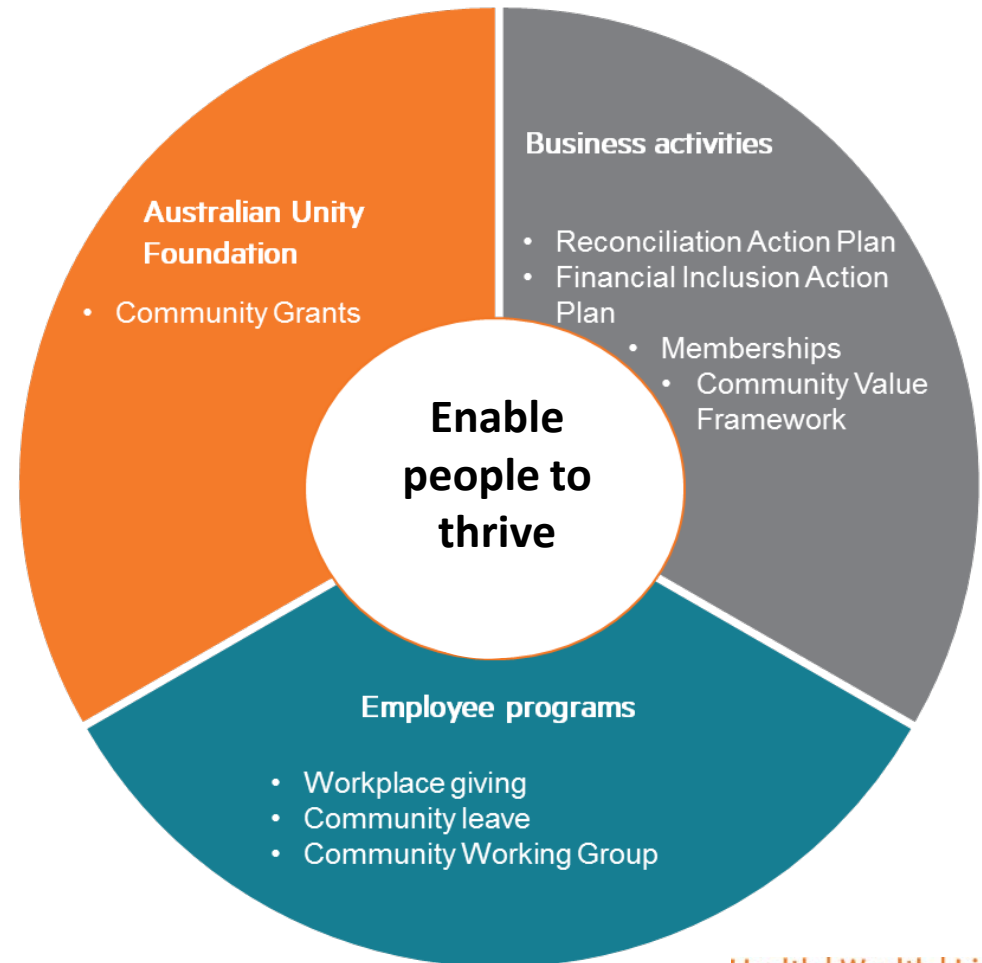 Business activities
• Reconciliation Action Plan
• Financial Inclusion Action
Plan
• Memberships
• Community Value
Framework
Australian Unity
Foundation
• Community Grants
Enable
people to
thrive
Employee programs
• Workplace giving
• Community leave
• Community Working Group